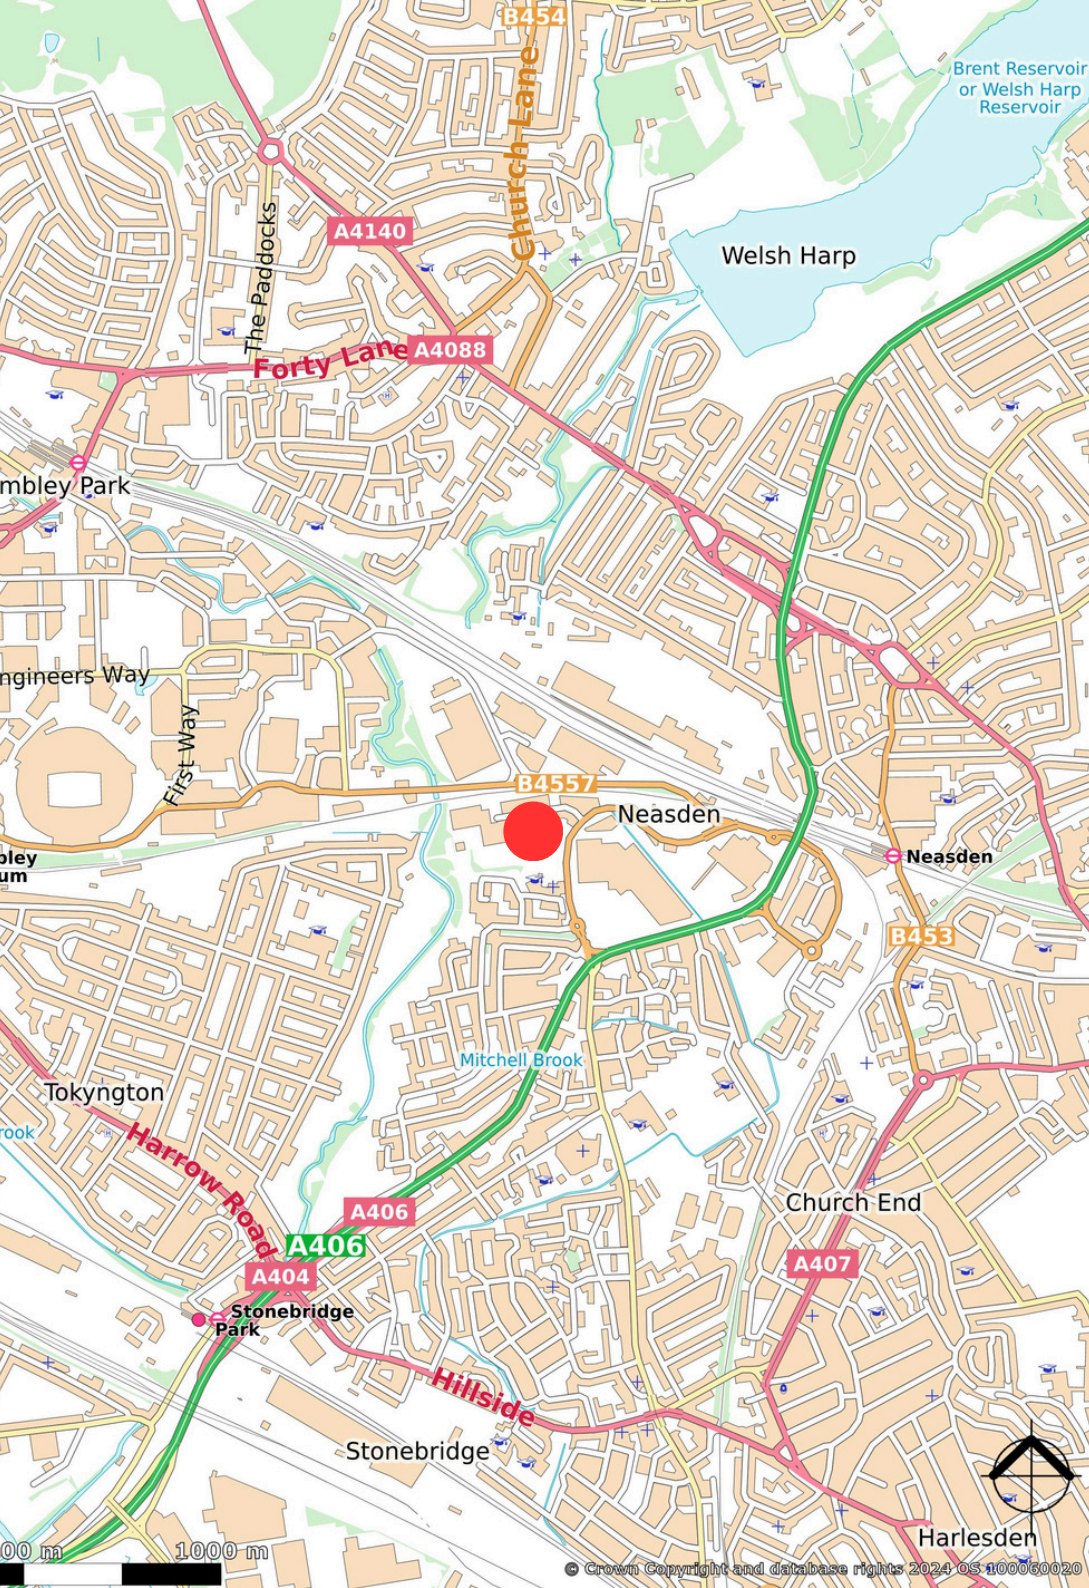 B454
Church Lane
Brent Reservoir
or Welsh Harp
Reservoir
A4140
The Paddocks
Welsh Harp
Forty Lane
A4088
mbley Park
ngineers Way
First Way
B4557
Neasden
bley
um
Neasden
B453
Mitchell Brook
Tokyngton
rook
Harrow Road
Church End
A406
A406
A404
A407
Stonebridge
Park
Hillside
Stonebridge
Harlesden
00 m
1000 m
© Crown Copyright and database rights 2024 OS 100060020